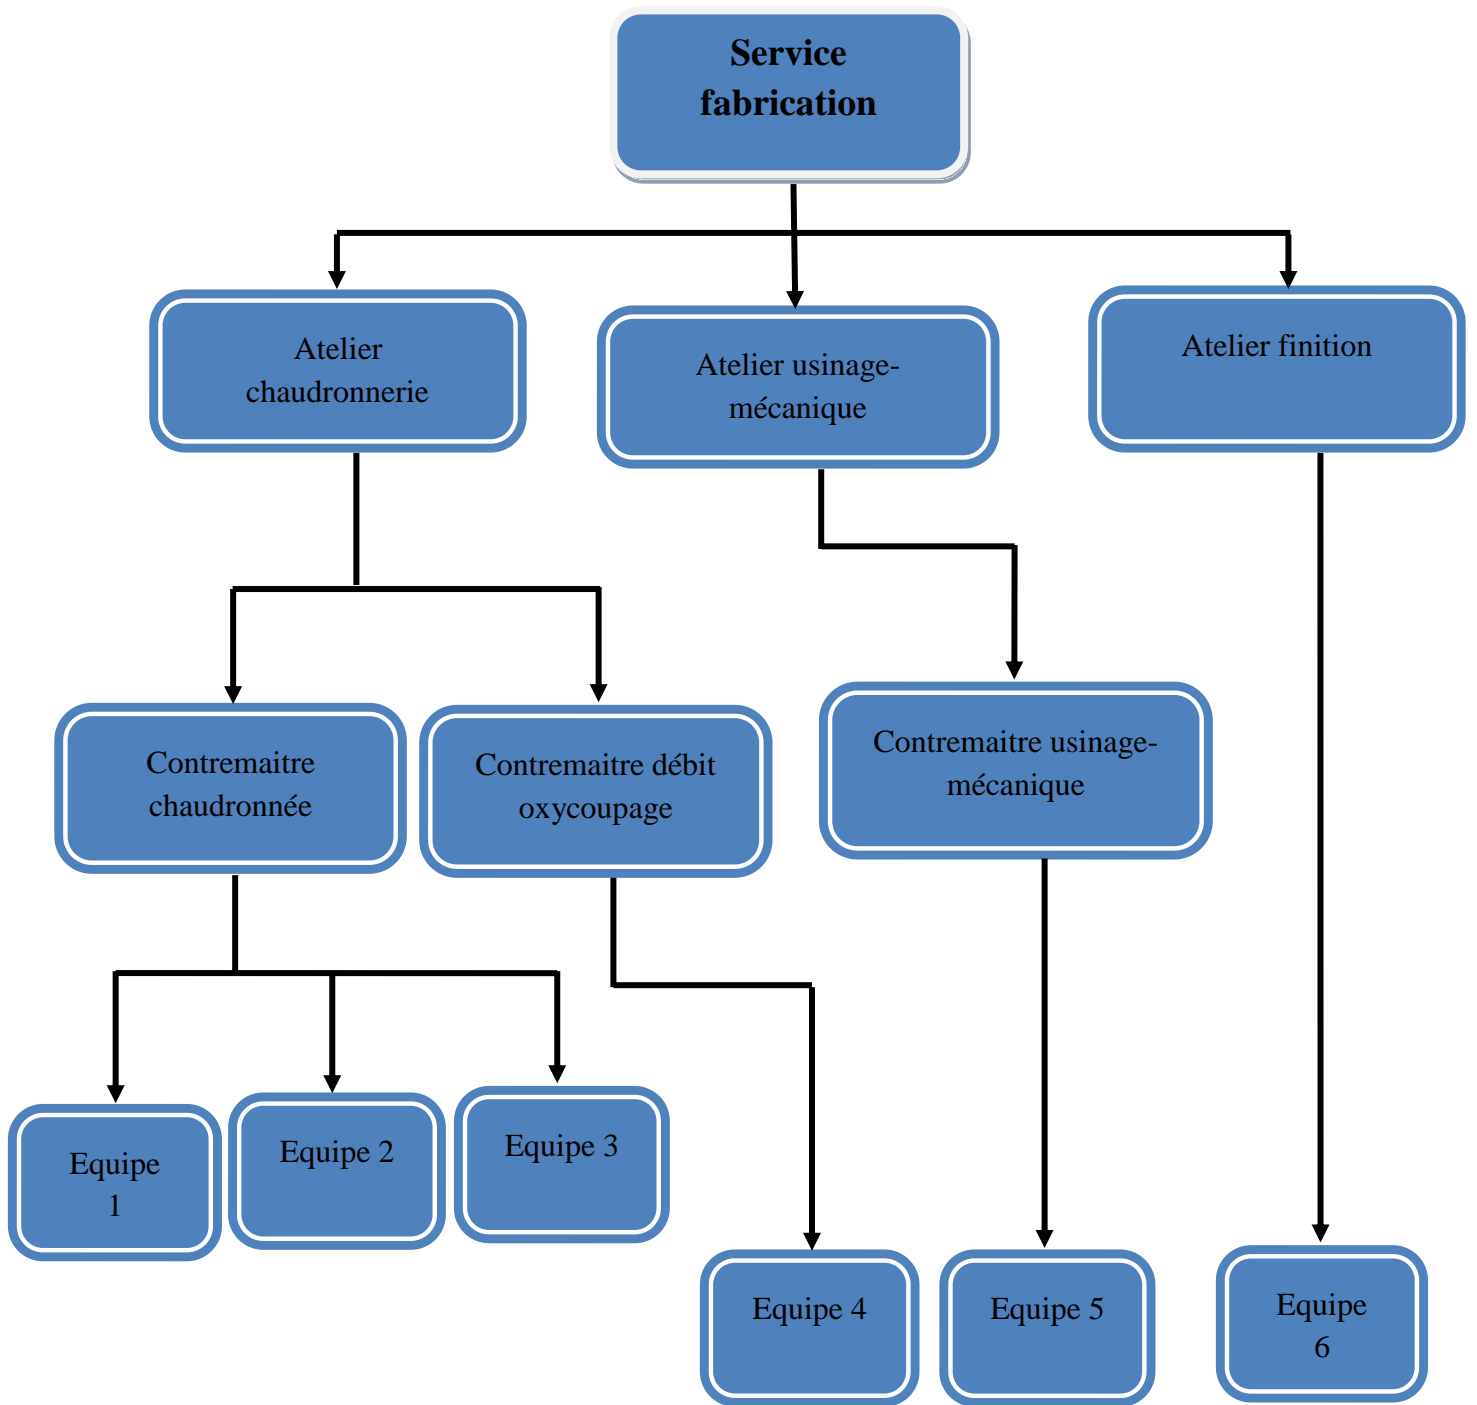 Service
fabrication
Atelier
chaudronnerie
Atelier usinage-
mécanique
Atelier finition
Contremaitre
chaudronnée
Contremaitre débit
oxycoupage
Contremaitre usinage-
mécanique
Equipe
1
Equipe 2
Equipe 3
Equipe 4
Equipe 5
Equipe
6